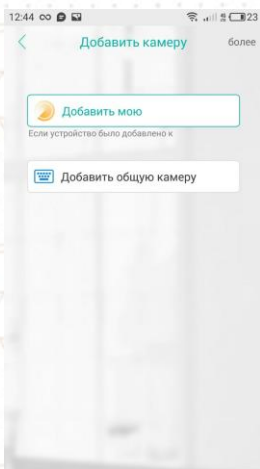 12:44 23
Добавить камеру более
Добавить мою
Если устройство было добавлено к
Добавить общую камеру